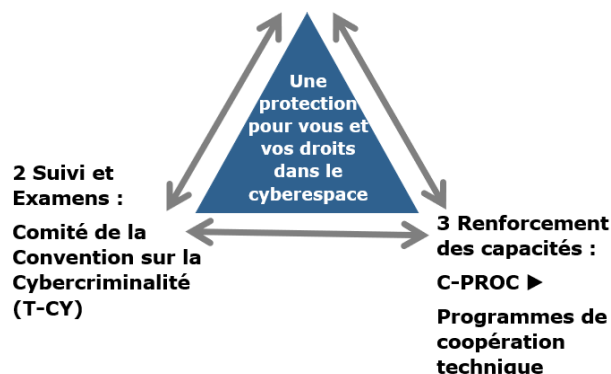 Une
protection
pour vous et
vos droits
dans le
cyberespace
2 Suivi et
Examens :
Comité de la
Convention sur la
Cybercriminalité
(T-CY)
3 Renforcement
des capacités :
C-PROC ▶
Programmes de
coopération
technique